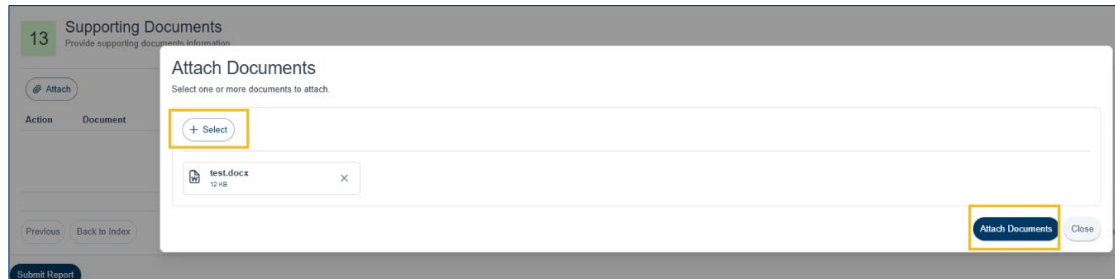 13
Supporting Documents
Provide supporting documents information
Attach
Action Document
Attach Documents
Select one or more documents to attach.
+ Select
test.docx
12 KB
Attach Documents Close
Previous Back to Index
Submit Report